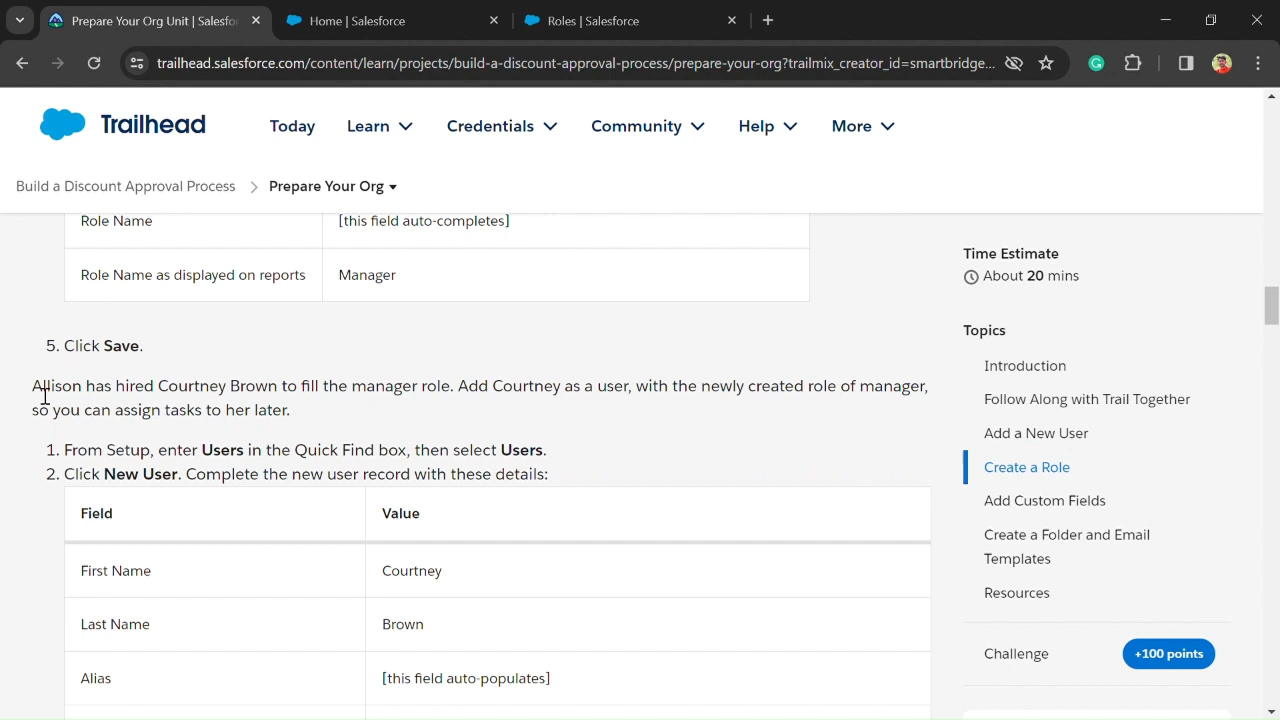 Prepare Your Org Unit | Salesfor
Home | Salesforce
Roles | Salesforce
trailhead.salesforce.com/content/learn/projects/build-a-discount-approval-process/prepare-your-org?trailmix_creator_id=smartbridge...
Trailhead
Today
Learn
Credentials
Community
Help
More
Build a Discount Approval Process
Prepare Your Org
Role Name
[this field auto-completes]
Role Name as displayed on reports
Manager
5. Click Save.
Allison has hired Courtney Brown to fill the manager role. Add Courtney as a user, with the newly created role of manager,
so you can assign tasks to her later.
1. From Setup, enter Users in the Quick Find box, then select Users.
2. Click New User. Complete the new user record with these details:
Field
Value
First Name
Courtney
Last Name
Brown
Alias
[this field auto-populates]
Time Estimate
About 20 mins
Topics
Introduction
Follow Along with Trail Together
Add a New User
Create a Role
Add Custom Fields
Create a Folder and Email
Templates
Resources
Challenge
+100 points